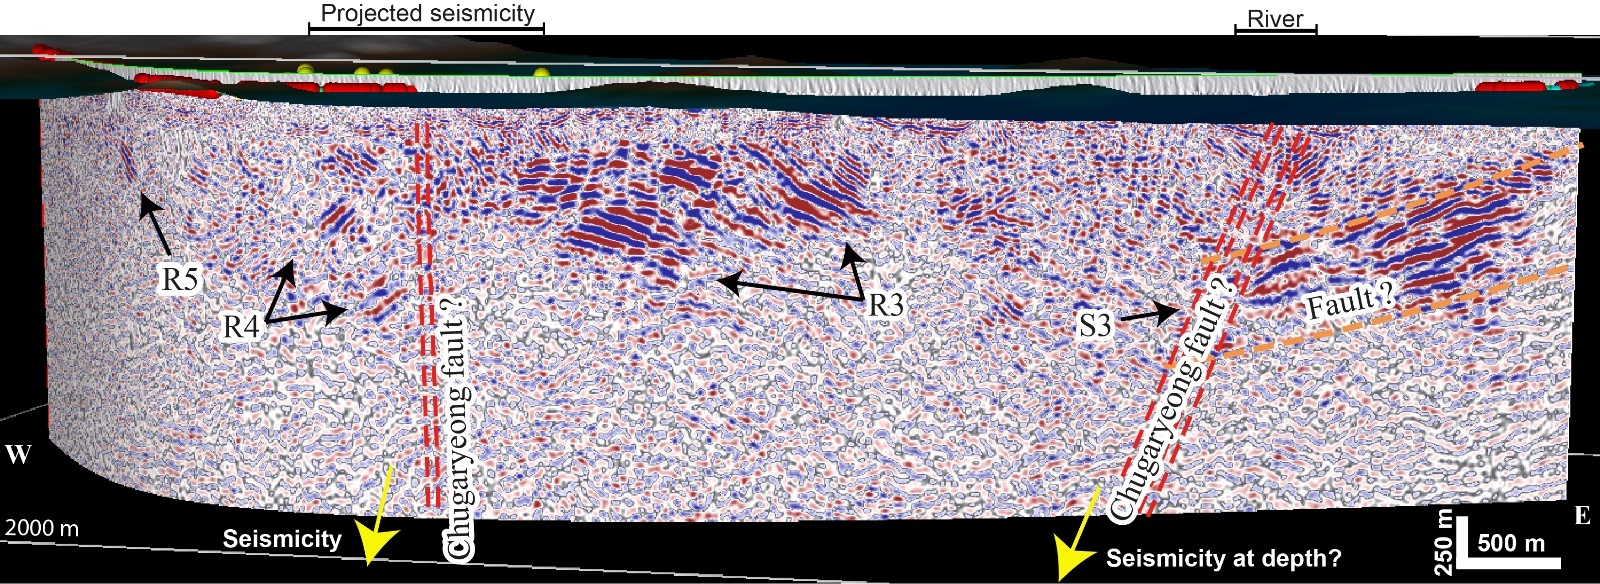 Projected seismicity
River
R5
R4
R3
S3
Fault ?
Chugaryeong fault ?
Chugaryeong fault ?
W
E
2000 m
Seismicity
Seismicity at depth?
250 m
500 m